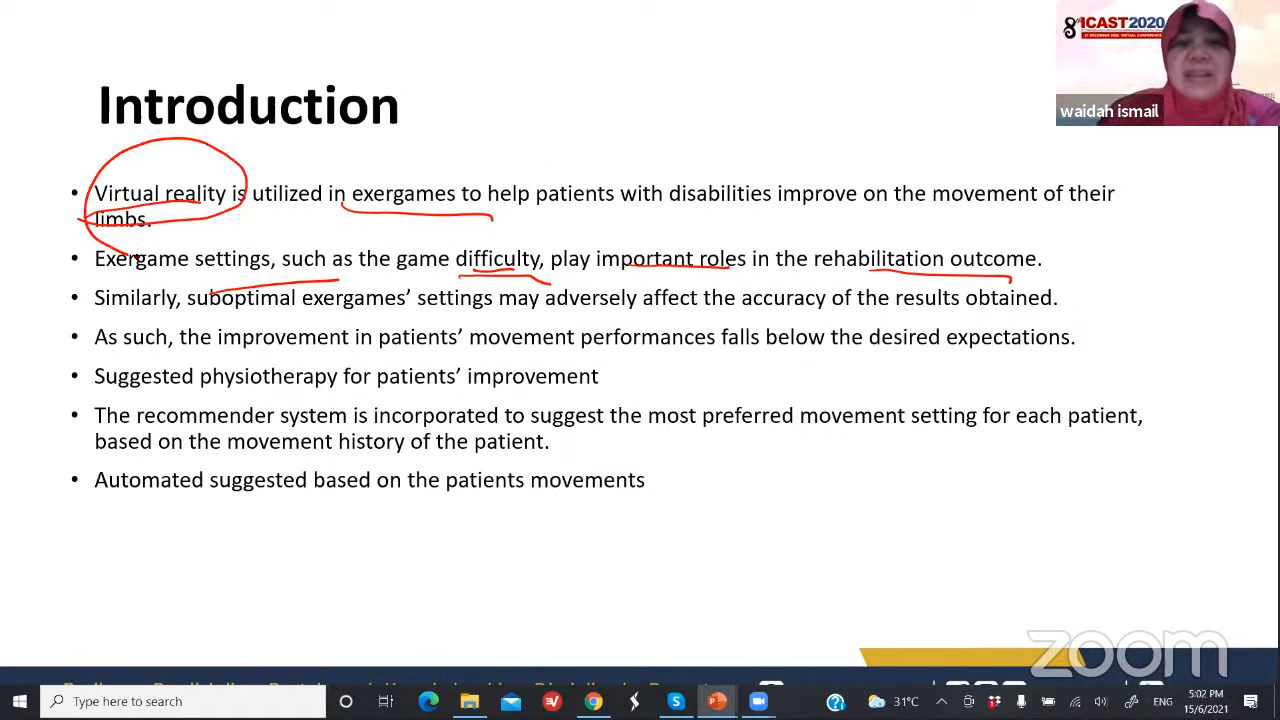 8th ICAST2020
waidah ismail
Introduction
• Virtual reality is utilized in exergames to help patients with disabilities improve on the movement of their
limbs.
• Exergame settings, such as the game difficulty, play important roles in the rehabilitation outcome.
• Similarly, suboptimal exergames’ settings may adversely affect the accuracy of the results obtained.
• As such, the improvement in patients’ movement performances falls below the desired expectations.
• Suggested physiotherapy for patients’ improvement
• The recommender system is incorporated to suggest the most preferred movement setting for each patient,
based on the movement history of the patient.
• Automated suggested based on the patients movements
zoom
Type here to search
31°C
ENG
5:02 PM
15/6/2021